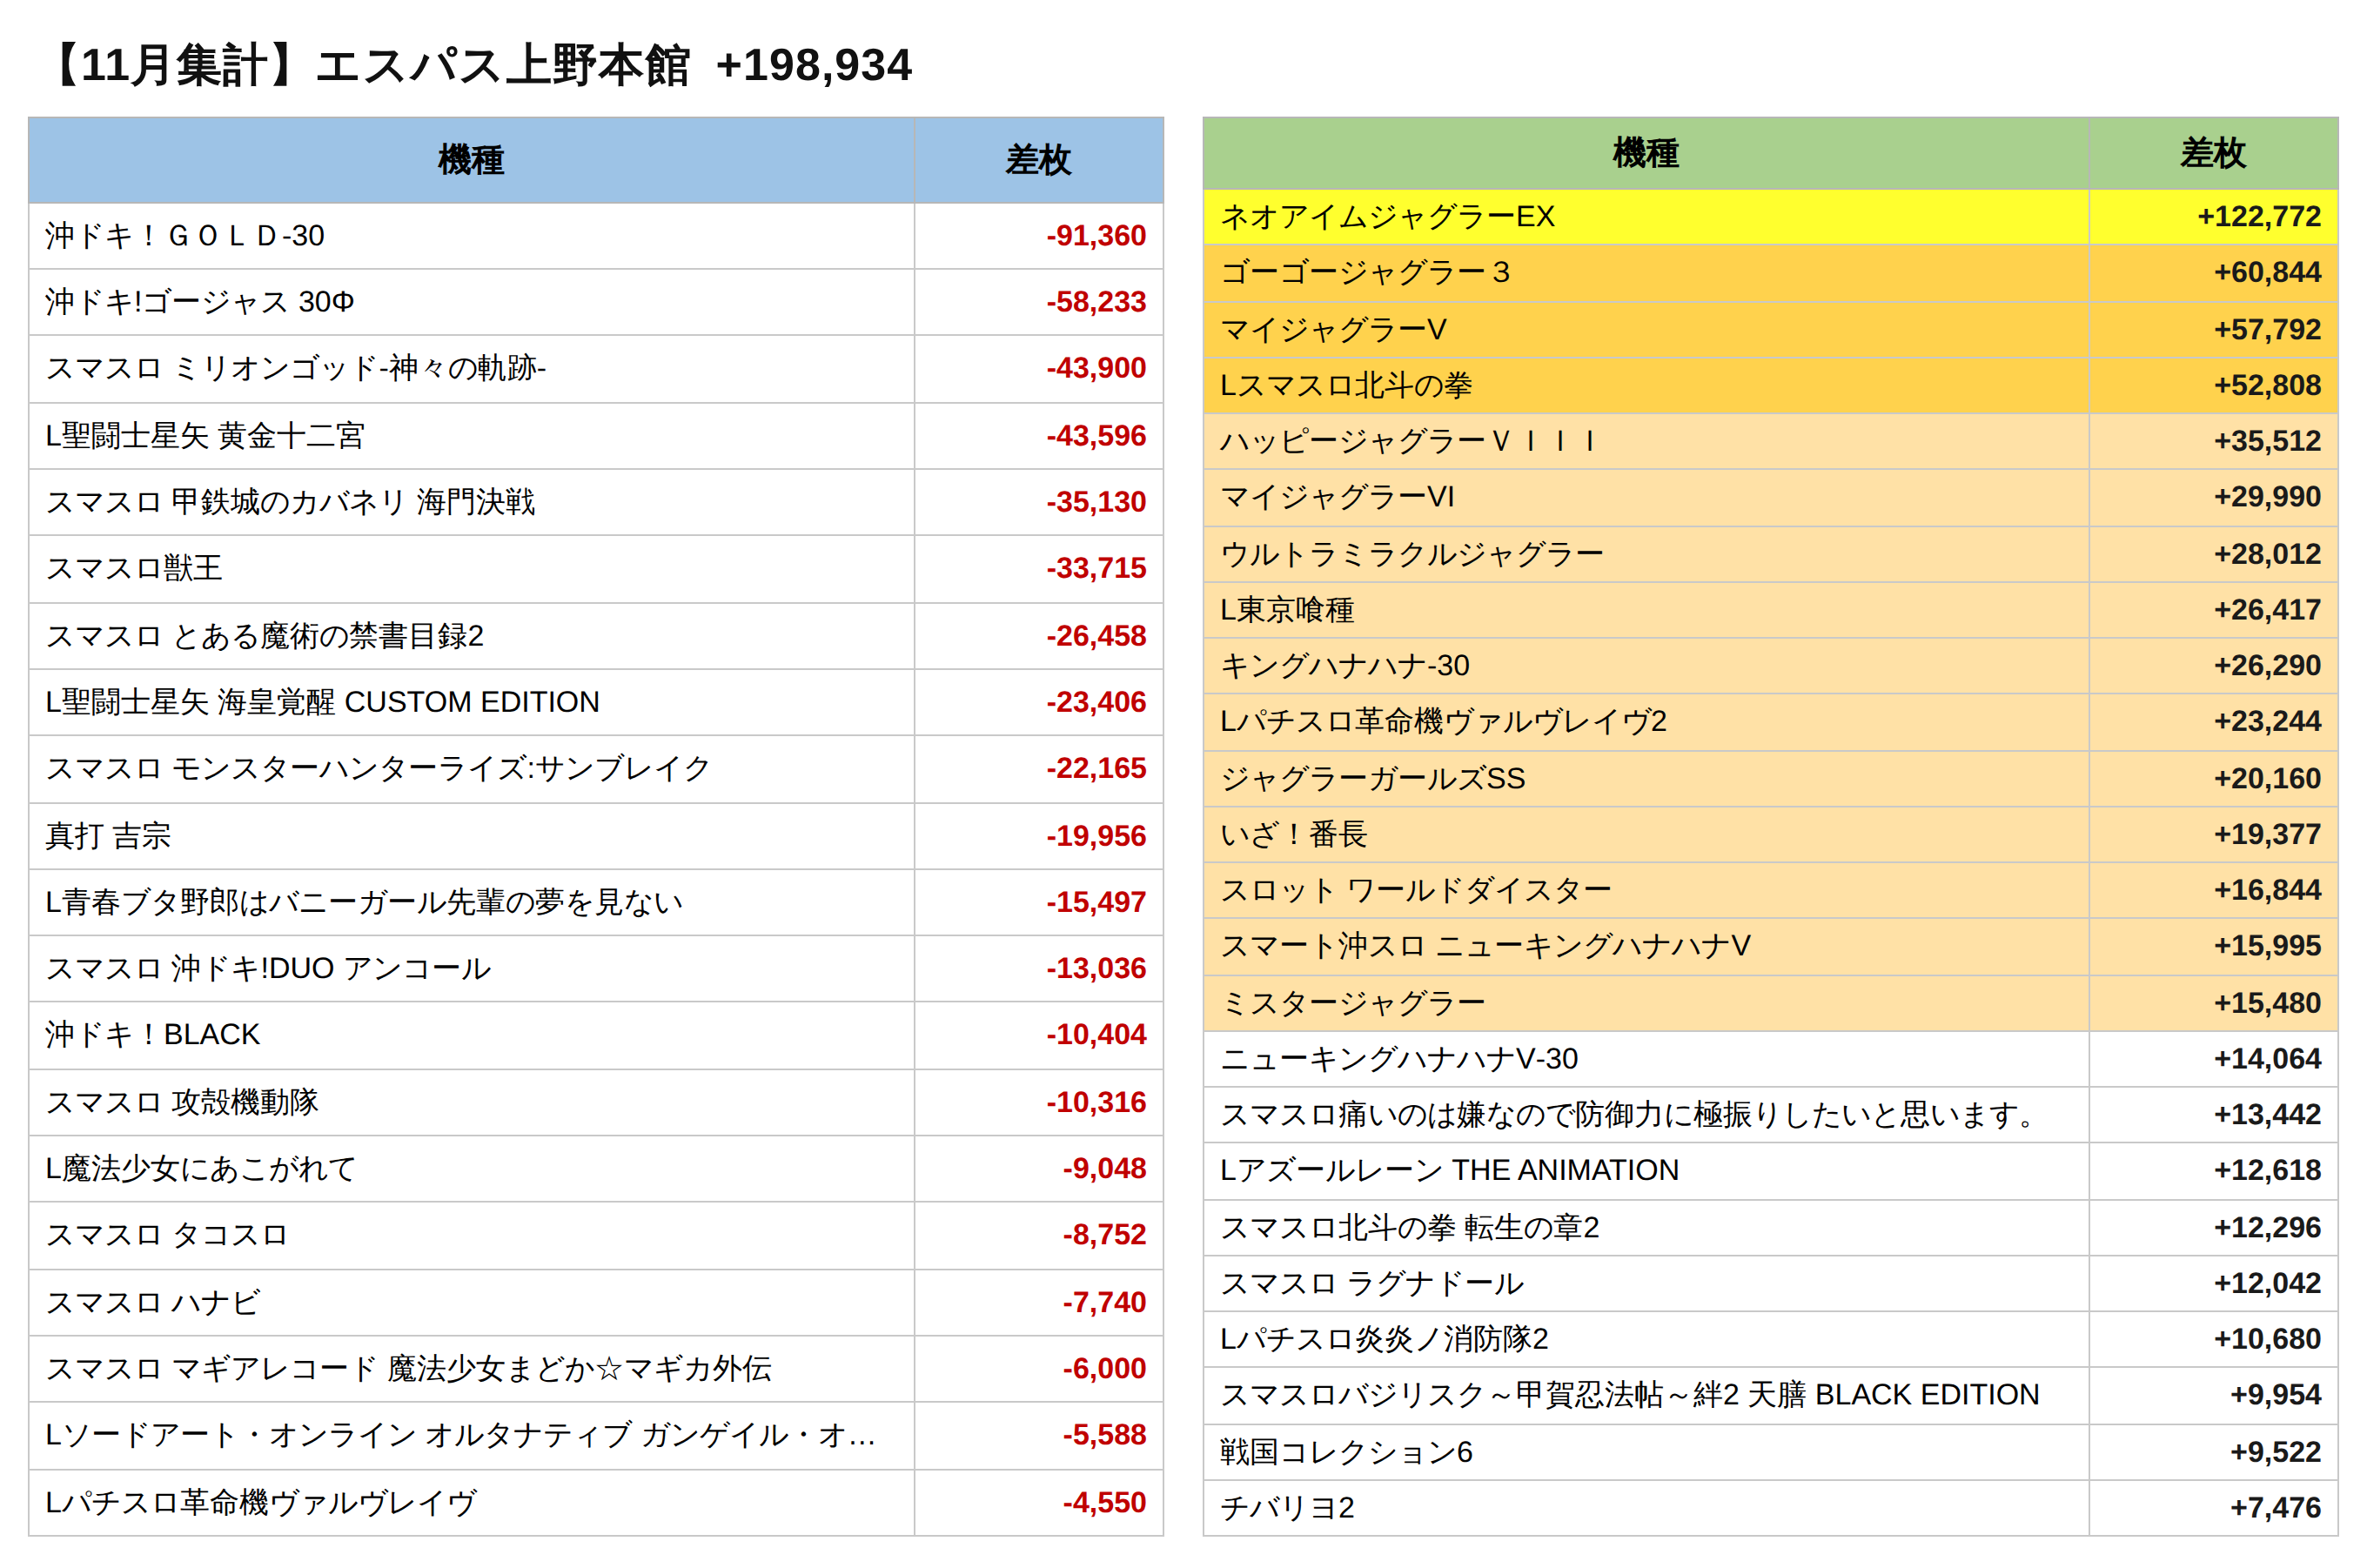 【11月集計】エスパス上野本館 +198,934
機種 差枚
沖ドキ！ＧＯＬＤ-30 -91,360
沖ドキ!ゴージャス 30Φ -58,233
スマスロ ミリオンゴッド-神々の軌跡- -43,900
L聖闘士星矢 黄金十二宮 -43,596
スマスロ 甲鉄城のカバネリ 海門決戦 -35,130
スマスロ獣王 -33,715
スマスロ とある魔術の禁書目録2 -26,458
L聖闘士星矢 海皇覚醒 CUSTOM EDITION -23,406
スマスロ モンスターハンターライズ:サンブレイク -22,165
真打 吉宗 -19,956
L青春ブタ野郎はバニーガール先輩の夢を見ない -15,497
スマスロ 沖ドキ!DUO アンコール -13,036
沖ドキ！BLACK -10,404
スマスロ 攻殻機動隊 -10,316
L魔法少女にあこがれて -9,048
スマスロ タコスロ -8,752
スマスロ ハナビ -7,740
スマスロ マギアレコード 魔法少女まどか☆マギカ外伝 -6,000
Lソードアート・オンライン オルタナティブ ガンゲイル・オ… -5,588
Lパチスロ革命機ヴァルヴレイヴ -4,550
機種 差枚
ネオアイムジャグラーEX +122,772
ゴーゴージャグラー３ +60,844
マイジャグラーV +57,792
Lスマスロ北斗の拳 +52,808
ハッピージャグラーＶＩＩＩ +35,512
マイジャグラーVI +29,990
ウルトラミラクルジャグラー +28,012
L東京喰種 +26,417
キングハナハナ-30 +26,290
Lパチスロ革命機ヴァルヴレイヴ2 +23,244
ジャグラーガールズSS +20,160
いざ！番長 +19,377
スロット ワールドダイスター +16,844
スマート沖スロ ニューキングハナハナV +15,995
ミスタージャグラー +15,480
ニューキングハナハナV-30 +14,064
スマスロ痛いのは嫌なので防御力に極振りしたいと思います。 +13,442
Lアズールレーン THE ANIMATION +12,618
スマスロ北斗の拳 転生の章2 +12,296
スマスロ ラグナドール +12,042
Lパチスロ炎炎ノ消防隊2 +10,680
スマスロバジリスク～甲賀忍法帖～絆2 天膳 BLACK EDITION +9,954
戦国コレクション6 +9,522
チバリヨ2 +7,476